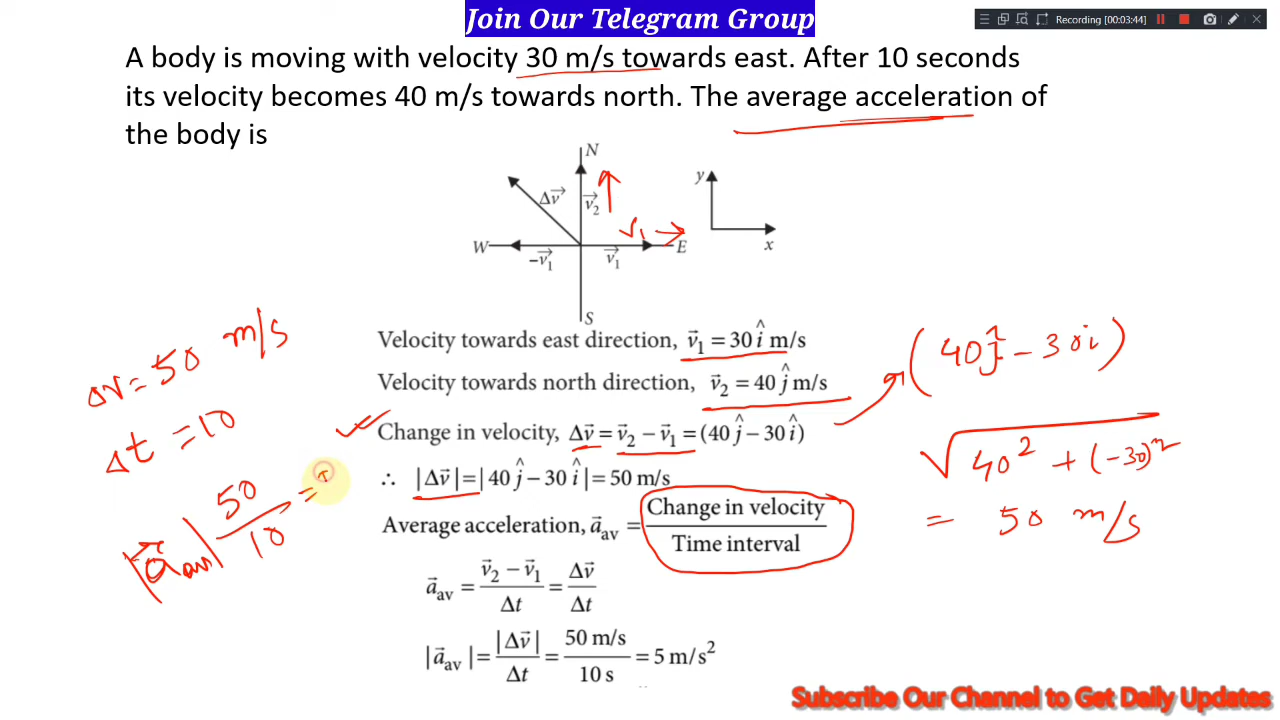 Join Our Telegram Group
Recording [00:03:44]
A body is moving with velocity 30 m/s towards east. After 10 seconds
its velocity becomes 40 m/s towards north. The average acceleration of
the body is
N
y
Δv⃗
v⃗₂
v₁
W
E
x
−v⃗₁
v⃗₁
S
Velocity towards east direction, v⃗₁ = 30 î m/s
Velocity towards north direction, v⃗₂ = 40 ĵ m/s
Change in velocity, Δv⃗ = v⃗₂ − v⃗₁ = (40 ĵ − 30 î)
∴ |Δv⃗| = |40 ĵ − 30 î| = 50 m/s
Average acceleration, a⃗av = Change in velocity / Time interval
a⃗av = (v⃗₂ − v⃗₁) / Δt = Δv⃗ / Δt
|a⃗av| = |Δv⃗| / Δt = 50 m/s / 10 s = 5 m/s²
Δv = 50 m/s
Δt = 10
|a⃗av| 50 / 10 =
(40ĵ − 30i)
√40² + (−30)²
= 50 m/s
Subscribe Our Channel to Get Daily Updates